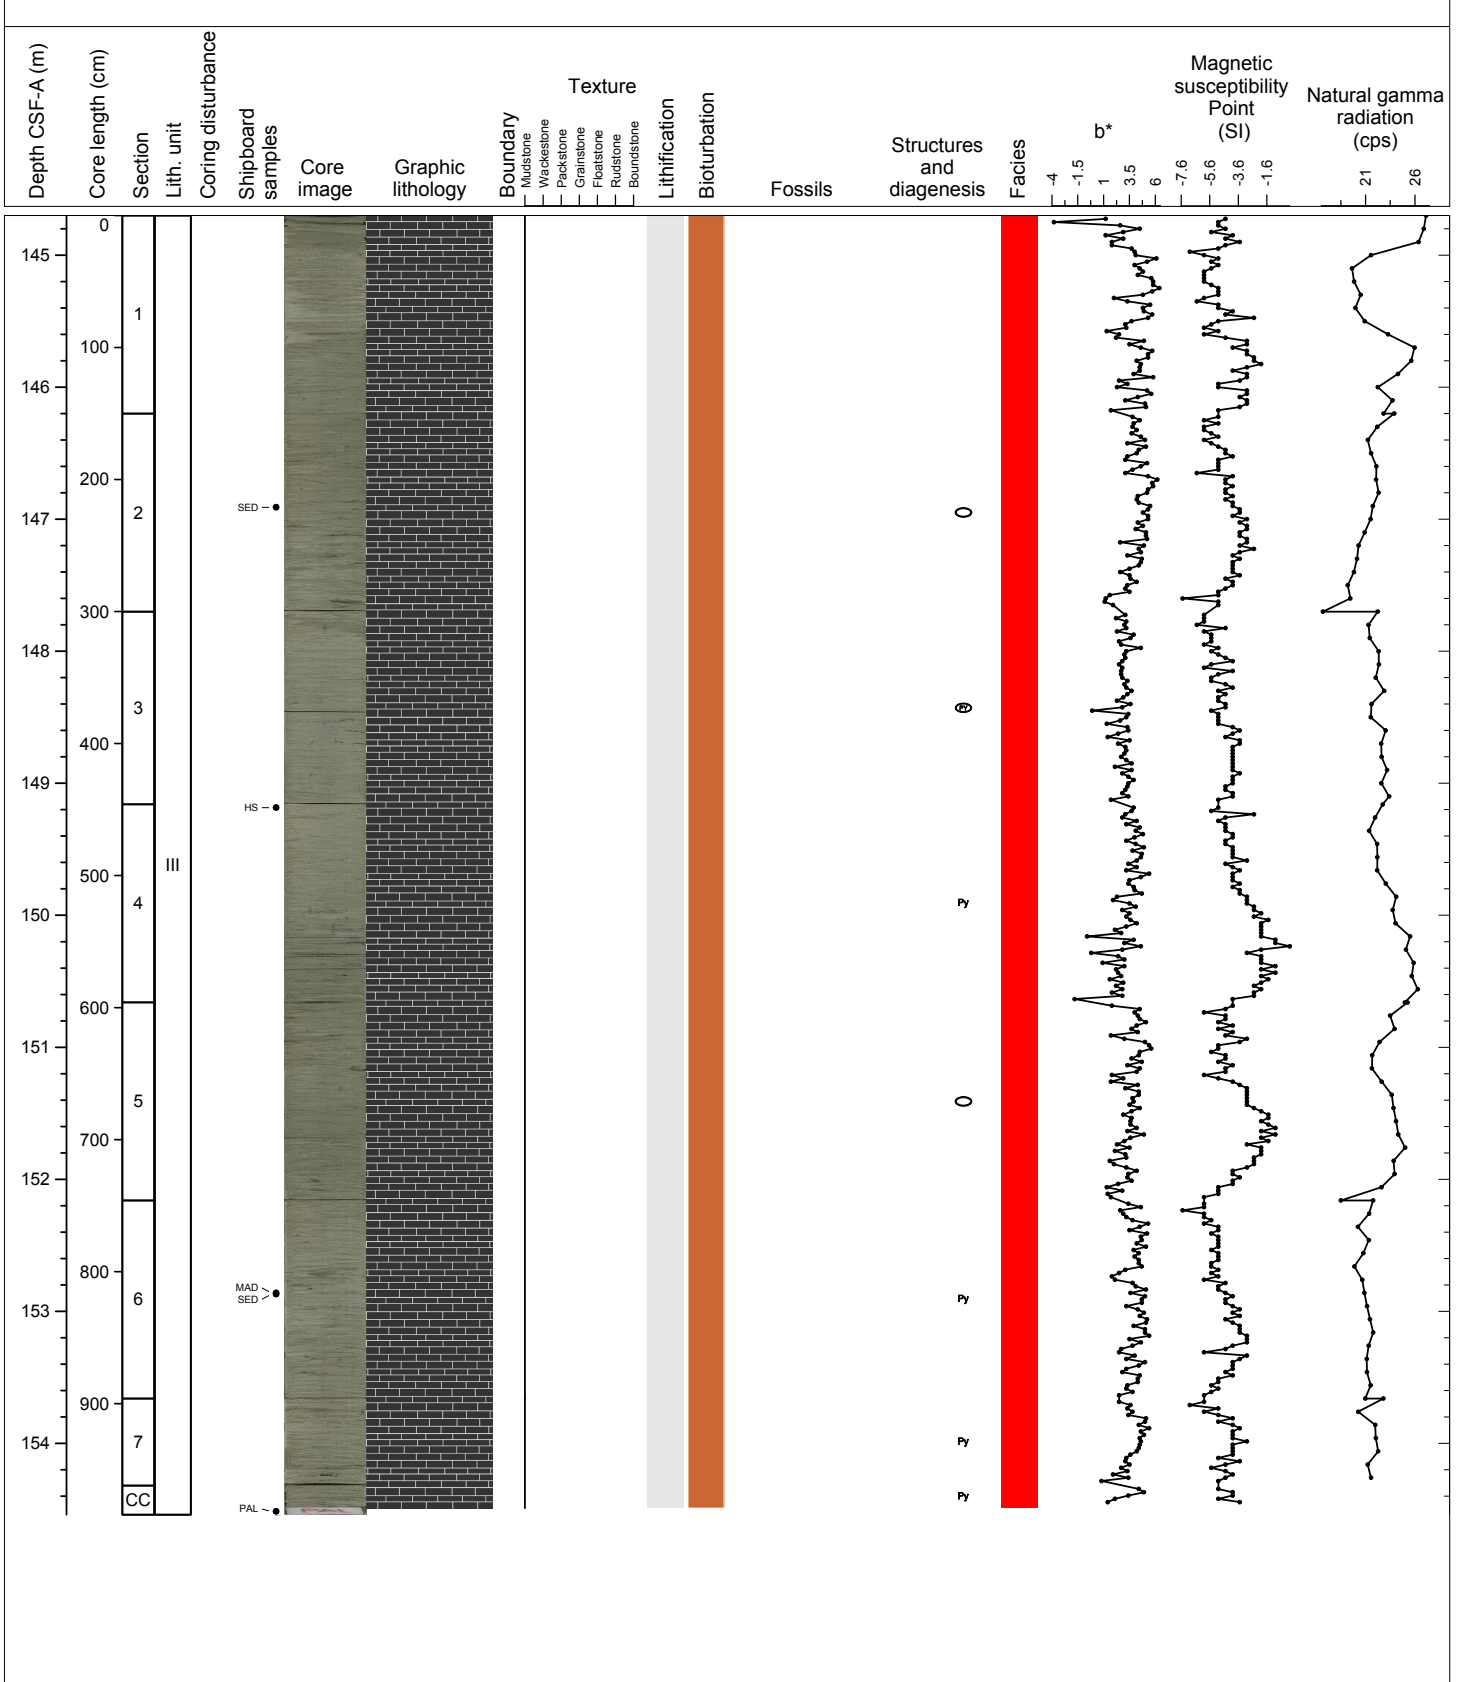 Depth CSF-A (m)
Core length (cm)
Section
Lith. unit
Coring disturbance
Shipboard
samples
Core
image
Graphic
lithology
Boundary
Texture
Mudstone
Wackestone
Packstone
Grainstone
Floatstone
Rudstone
Boundstone
Lithification
Bioturbation
Fossils
Structures
and
diagenesis
Facies
b*
-4
-1.5
1
3.5
6
Magnetic
susceptibility
Point
(SI)
-7.6
-5.6
-3.6
-1.6
Natural gamma
radiation
(cps)
21
26
0
145
1
100
146
200
SED
2
147
300
148
3
Py
400
149
HS
III
500
4
Py
150
600
151
5
700
152
800
MAD
SED
6
Py
153
900
7
Py
154
CC
Py
PAL